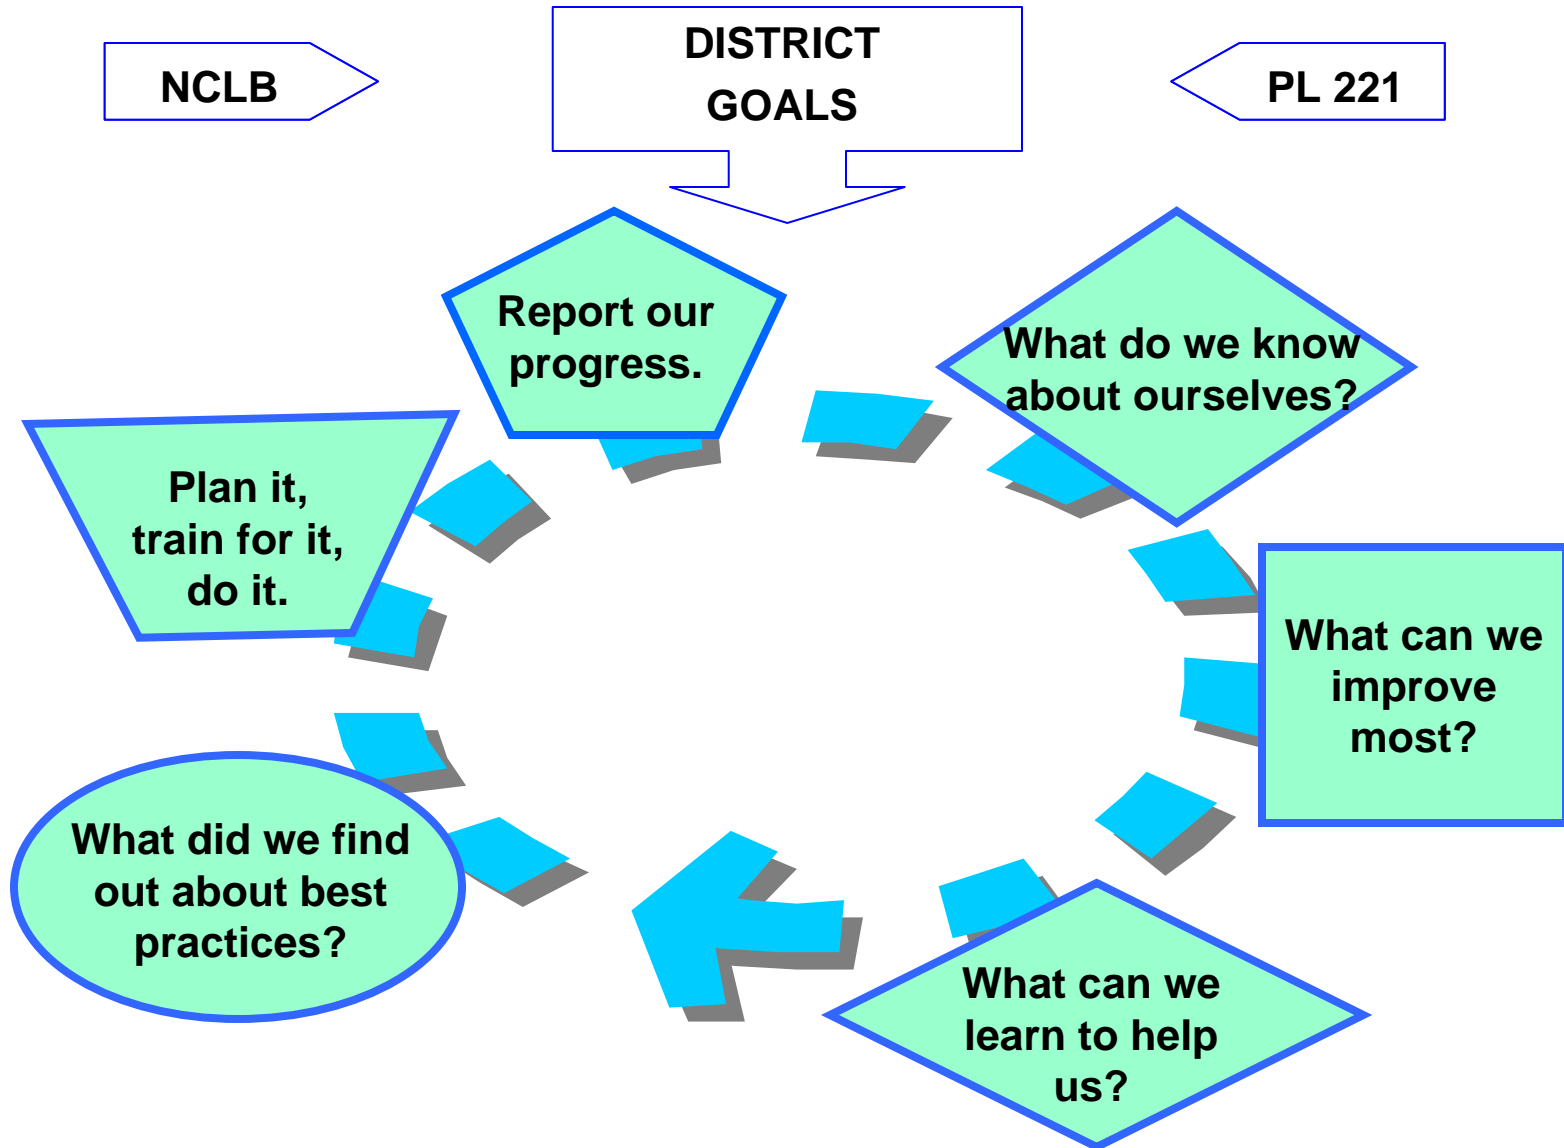 NCLB
DISTRICT
GOALS
PL 221
Report our
progress.
What do we know
about ourselves?
What can we
improve
most?
What can we
learn to help
us?
What did we find
out about best
practices?
Plan it,
train for it,
do it.